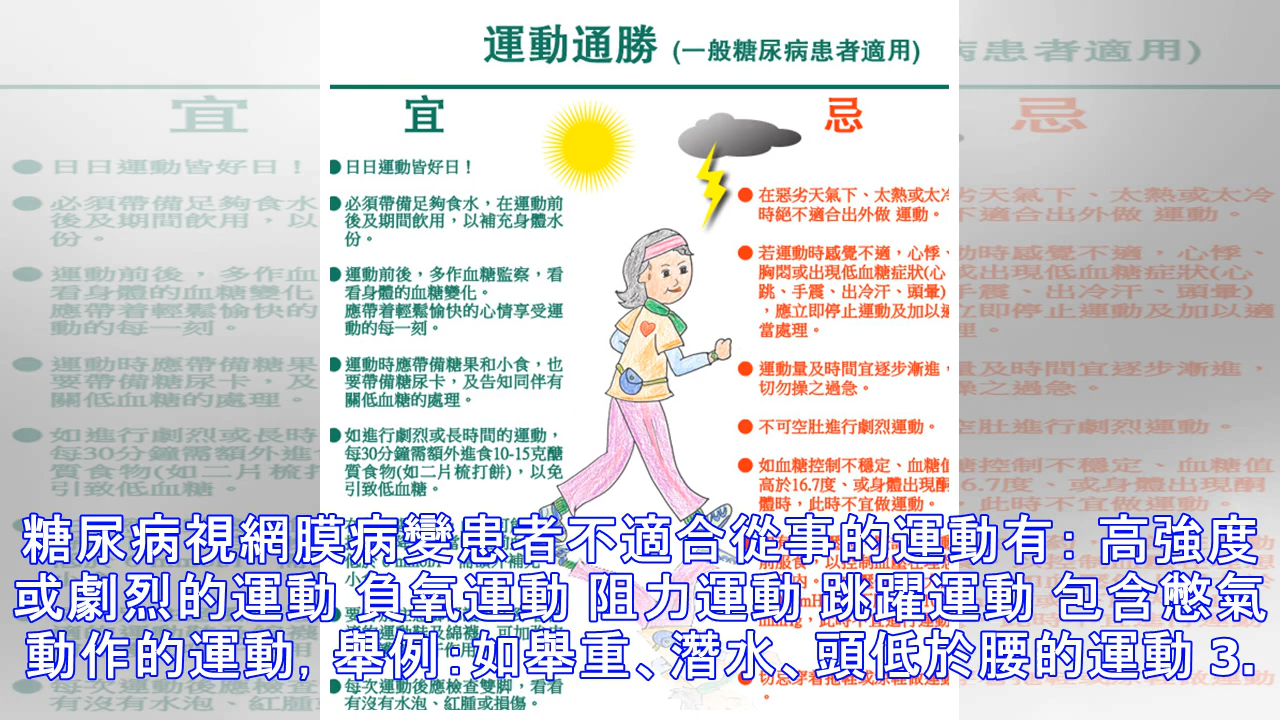 運動通勝 (一般糖尿病患者適用)
宜
忌
日日運動皆好日！
必須帶備足夠食水，在運動前
後及期間飲用，以補充身體水
份。
運動前後，多作血糖監察，看
看身體的血糖變化。
應帶着輕鬆愉快的心情享受運
動的每一刻。
運動時應帶備糖果和小食，也
要帶備糖尿卡，及告知同伴有
關低血糖的處理。
如進行劇烈或長時間的運動，
每30分鐘需額外進食10-15克醣
質食物(如二片梳打餅)，以免
引致低血糖。
每次運動後應檢查雙脚，看看
有沒有水泡、紅腫或損傷。
在惡劣天氣下、太熱或太冷
時絕不適合出外做 運動。
若運動時感覺不適，心悸、
胸悶或出現低血糖症狀(心
跳、手震、出冷汗、頭暈)
，應立即停止運動及加以適
當處理。
運動量及時間宜逐步漸進，
切勿操之過急。
不可空肚進行劇烈運動。
如血糖控制不穩定、血糖值
高於16.7度、或身體出現酮
體時，此時不宜做運動。
糖尿病視網膜病變患者不適合從事的運動有: 高強度
或劇烈的運動 負氧運動 阻力運動 跳躍運動 包含憋氣
動作的運動, 舉例:如舉重、潛水、頭低於腰的運動 3.